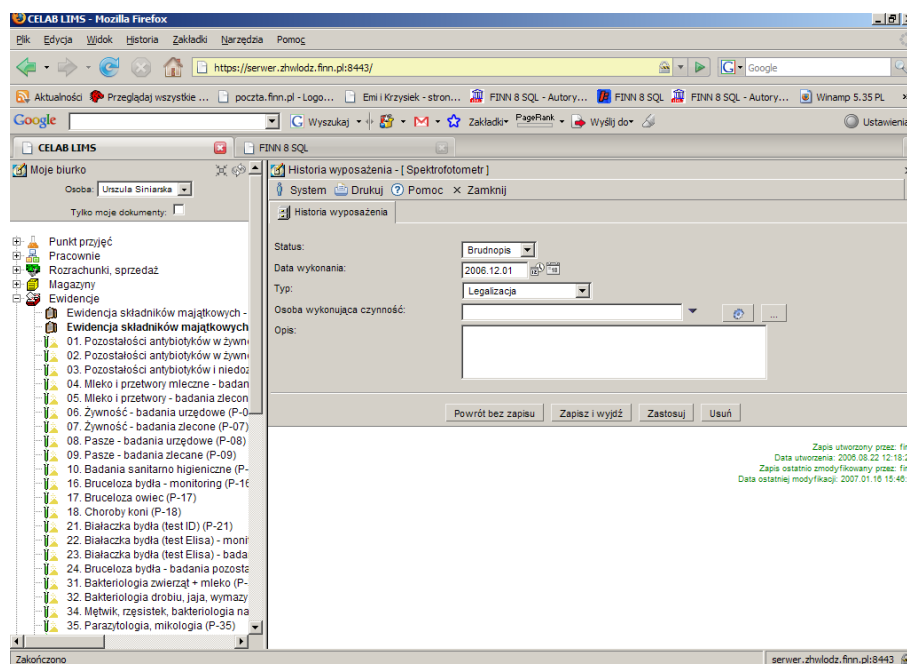 CELAB LIMS - Mozilla Firefox
Plik Edycja Widok Historia Zakładki Narzędzia Pomoc
https://serwer.zhwlodz.finn.pl:8443/
Google
Aktualności Przeglądaj wszystkie ... poczta.finn.pl - Logo... Emi i Krzysiek - stron... FINN 8 SQL - Autory... FINN 8 SQL FINN 8 SQL - Autory... Winamp 5.35 PL
Google Wyszukaj Zakładki PageRank Wyślij do Ustawienia
CELAB LIMS FINN 8 SQL
Moje biurko
Osoba: Urszula Siniarska
Tylko moje dokumenty:
Punkt przyjęć
Pracownie
Rozrachunki, sprzedaż
Magazyny
Ewidencje
Ewidencja składników majątkowych -
Ewidencja składników majątkowych
01. Pozostałości antybiotyków w żywn
02. Pozostałości antybiotyków w żywn
03. Pozostałości antybiotyków i niedoz
04. Mleko i przetwory mleczne - badan
05. Mleko i przetwory - badania zlecon
06. Żywność - badania urzędowe (P-0
07. Żywność - badania zlecone (P-07)
08. Pasze - badania urzędowe (P-08)
09. Pasze - badania zlecane (P-09)
10. Badania sanitarno higieniczne (P-
16. Bruceloza bydła - monitoring (P-16
17. Bruceloza owiec (P-17)
18. Choroby koni (P-18)
21. Białaczka bydła (test ID) (P-21)
22. Białaczka bydła (test Elisa) - moni
23. Białaczka bydła (test Elisa) - bada
24. Bruceloza bydła - badania pozosta
31. Bakteriologia zwierząt + mleko (P-
32. Bakteriologia drobiu, jaja, wymazy
34. Mętwik, rzęsistek, bakteriologia na
35. Parazytologia, mikologia (P-35)
Historia wyposażenia - [ Spektrofotometr ]
System Drukuj Pomoc Zamknij
Historia wyposażenia
Status: Brudnopis
Data wykonania: 2006.12.01
Typ: Legalizacja
Osoba wykonująca czynność: ...
Opis:
Powrót bez zapisu Zapisz i wyjdź Zastosuj Usuń
Zapis utworzony przez: fi
Data utworzenia: 2006.08.22 12:18:2
Zapis ostatnio zmodyfikowany przez: fi
Data ostatniej modyfikacji: 2007.01.16 15:46:
Zakończono serwer.zhwlodz.finn.pl:8443